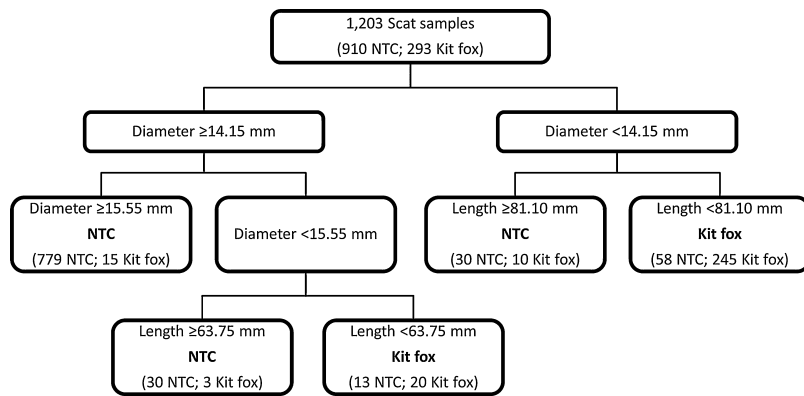 1,203 Scat samples
(910 NTC; 293 Kit fox)
Diameter ≥14.15 mm
Diameter <14.15 mm
Diameter ≥15.55 mm
NTC
(779 NTC; 15 Kit fox)
Diameter <15.55 mm
Length ≥81.10 mm
NTC
(30 NTC; 10 Kit fox)
Length <81.10 mm
Kit fox
(58 NTC; 245 Kit fox)
Length ≥63.75 mm
NTC
(30 NTC; 3 Kit fox)
Length <63.75 mm
Kit fox
(13 NTC; 20 Kit fox)